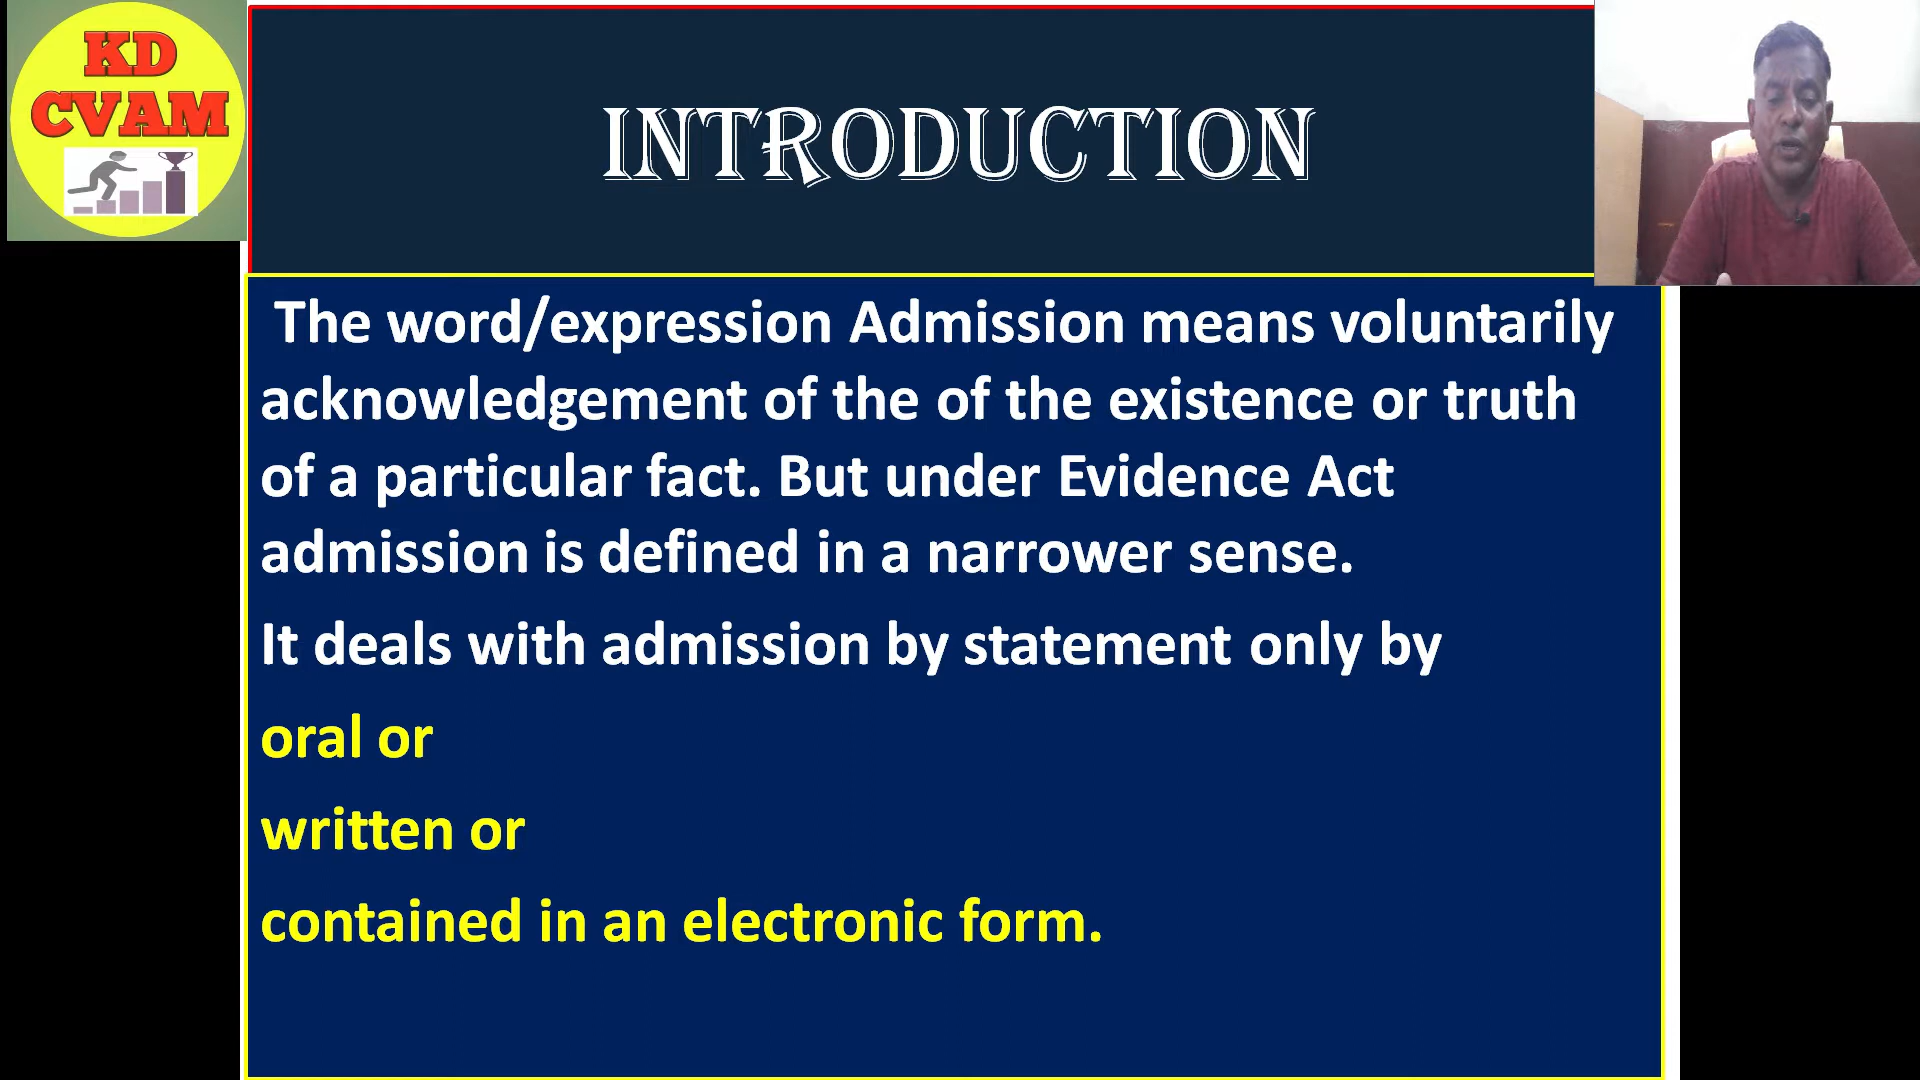 KD
CVAM
INTRODUCTION
The word/expression Admission means voluntarily
acknowledgement of the of the existence or truth
of a particular fact. But under Evidence Act
admission is defined in a narrower sense.
It deals with admission by statement only by
oral or
written or
contained in an electronic form.